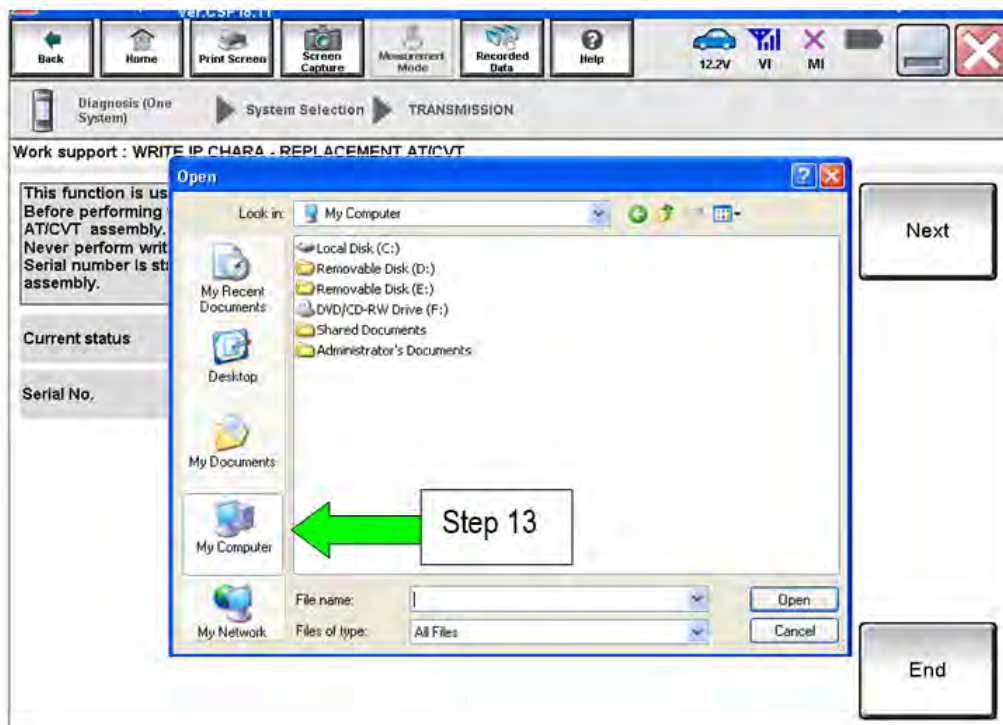 Ver.CSP18.11
Back
Home
Print Screen
Screen Capture
Measurement Mode
Recorded Data
Help
12.2V
VI
MI
Diagnosis (One System)
System Selection
TRANSMISSION
Work support : WRITE IP CHARA - REPLACEMENT AT/CVT
This function is us
Before performing
AT/CVT assembly.
Never perform writ
Serial number is sta
assembly.
Current status
Serial No.
Open
Look in:
My Computer
Local Disk (C:)
Removable Disk (D:)
Removable Disk (E:)
DVD/CD-RW Drive (F:)
Shared Documents
Administrator's Documents
My Recent Documents
Desktop
My Documents
My Computer
My Network
Step 13
File name:
Files of type:
All Files
Open
Cancel
Next
End